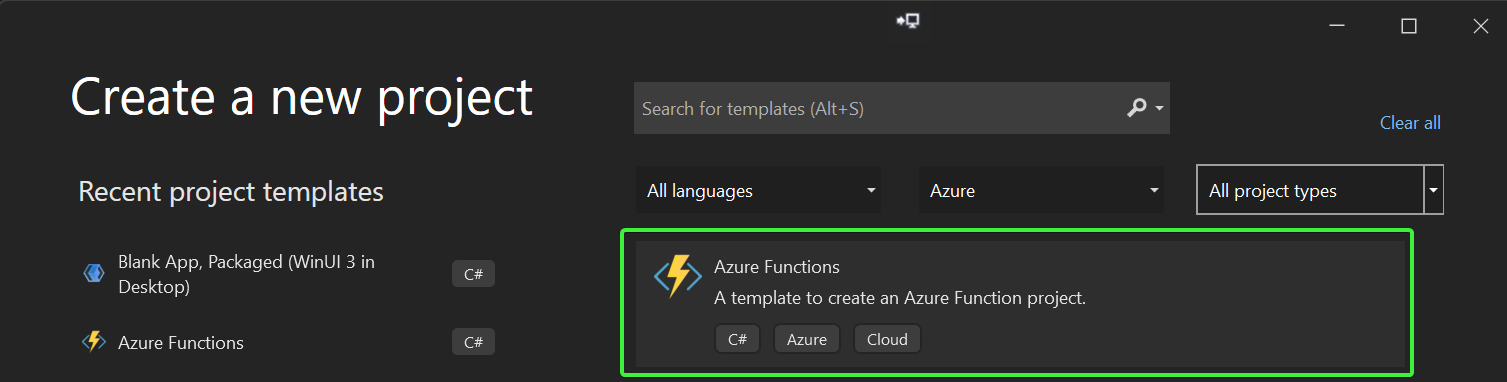 Create a new project
Search for templates (Alt+S)
Clear all
Recent project templates
All languages
Azure
All project types
Blank App, Packaged (WinUI 3 in
Desktop)
C#
Azure Functions
C#
Azure Functions
A template to create an Azure Function project.
C#
Azure
Cloud